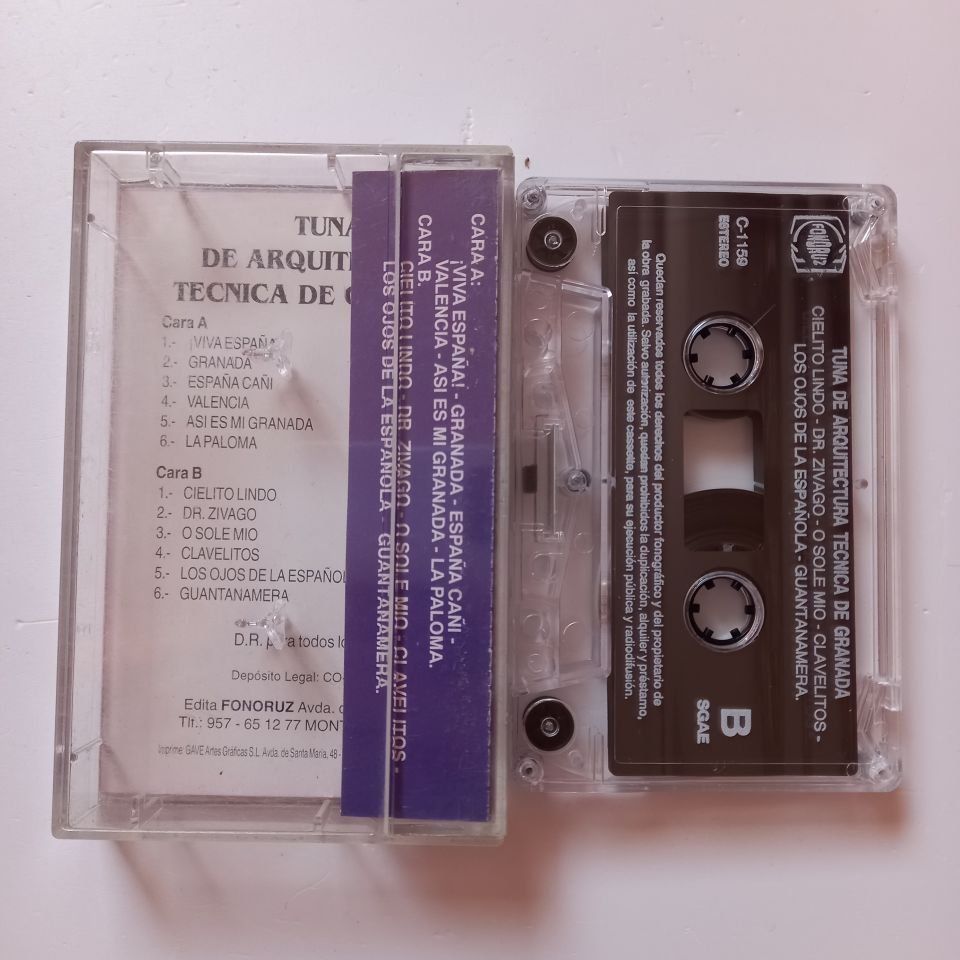 TUNA
DE ARQUI
TECNICA DE
Cara A
1.- ¡VIVA ESPAÑA
2.- GRANADA
3.- ESPAÑA CAÑI
4.- VALENCIA
5.- ASI ES MI GRANADA
6.- LA PALOMA
Cara B
1.- CIELITO LINDO
2.- DR. ZIVAGO
3.- O SOLE MIO
4.- CLAVELITOS
5.- LOS OJOS DE LA ESPAÑOL
6.- GUANTANAMERA
D.R. para todos lo
Depósito Legal: CO-
Edita FONORUZ Avda. d
Tlf.: 957 - 65 12 77 MONT
Imprime: GAVE Artes Gráficas S.L. Avda. de Santa María, 48 -
CARA A:
¡VIVA ESPAÑA! - GRANADA - ESPAÑA CAÑI -
VALENCIA - ASI ES MI GRANADA - LA PALOMA.
CARA B.
CIELITO LINDO - DR. ZIVAGO - O SOLE MIO - CLAVELITOS -
LOS OJOS DE LA ESPAÑOLA - GUANTANAMERA.
FONORUZ
C-1159
ESTEREO
TUNA DE ARQUITECTURA TECNICA DE GRANADA
CIELITO LINDO - DR. ZIVAGO - O SOLE MIO - CLAVELITOS -
LOS OJOS DE LA ESPAÑOLA - GUANTANAMERA.
B
SGAE
Quedan reservados todos los derechos del productor fonográfico y del propietario de
la obra grabada. Salvo autorización, quedan prohibidos la duplicación, alquiler y préstamo,
así como la utilización de este cassette, para su ejecución pública y radiodifusión.